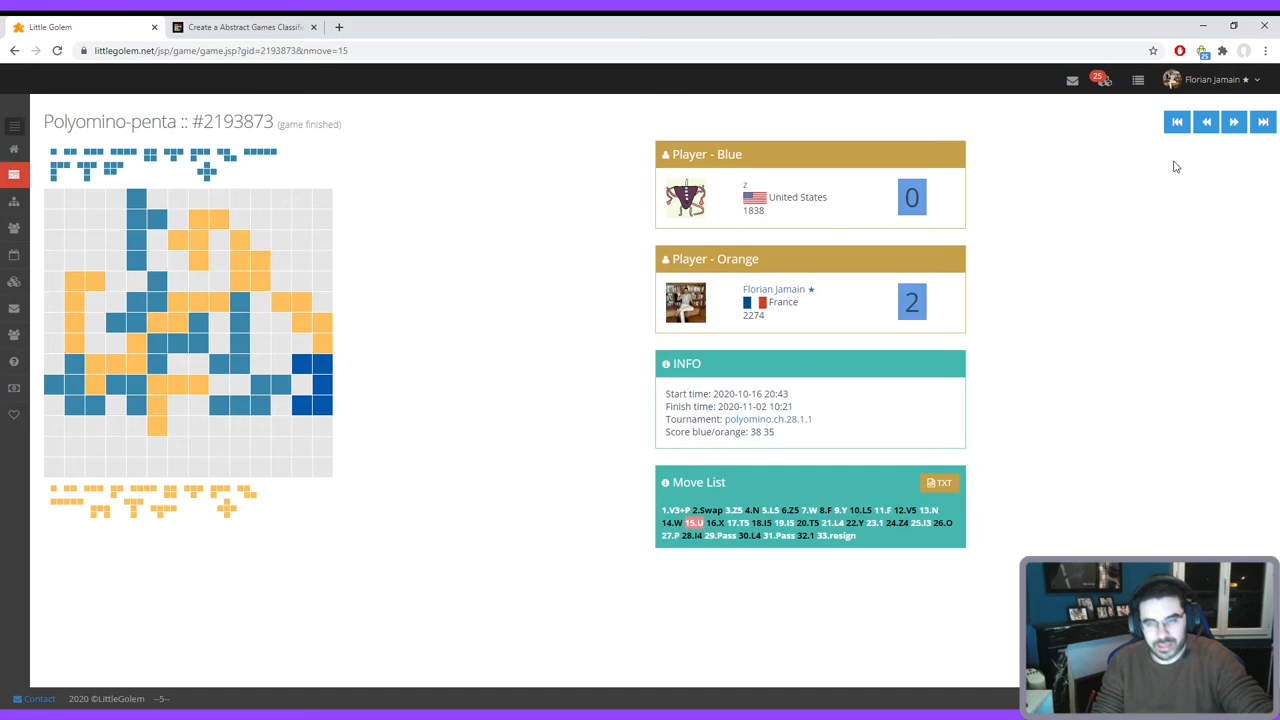 Little Golem
Create a Abstract Games Classifi
littlegolem.net/jsp/game/game.jsp?gid=2193873&nmove=15
25
25
Florian Jamain ★
Polyomino-penta :: #2193873 (game finished)
Player - Blue
z
United States
1838
0
Player - Orange
Florian Jamain ★
France
2274
2
INFO
Start time: 2020-10-16 20:43
Finish time: 2020-11-02 10:21
Tournament: polyomino.ch.28.1.1
Score blue/orange: 38 35
Move List
TXT
1.V3+P 2.Swap 3.Z5 4.N 5.L5 6.Z5 7.W 8.F 9.Y 10.L5 11.F 12.V5 13.N
14.W 15.U 16.X 17.T5 18.I5 19.I5 20.T5 21.L4 22.Y 23.1 24.Z4 25.I3 26.O
27.P 28.I4 29.Pass 30.L4 31.Pass 32.1 33.resign
Contact
2020 ©LittleGolem --5--